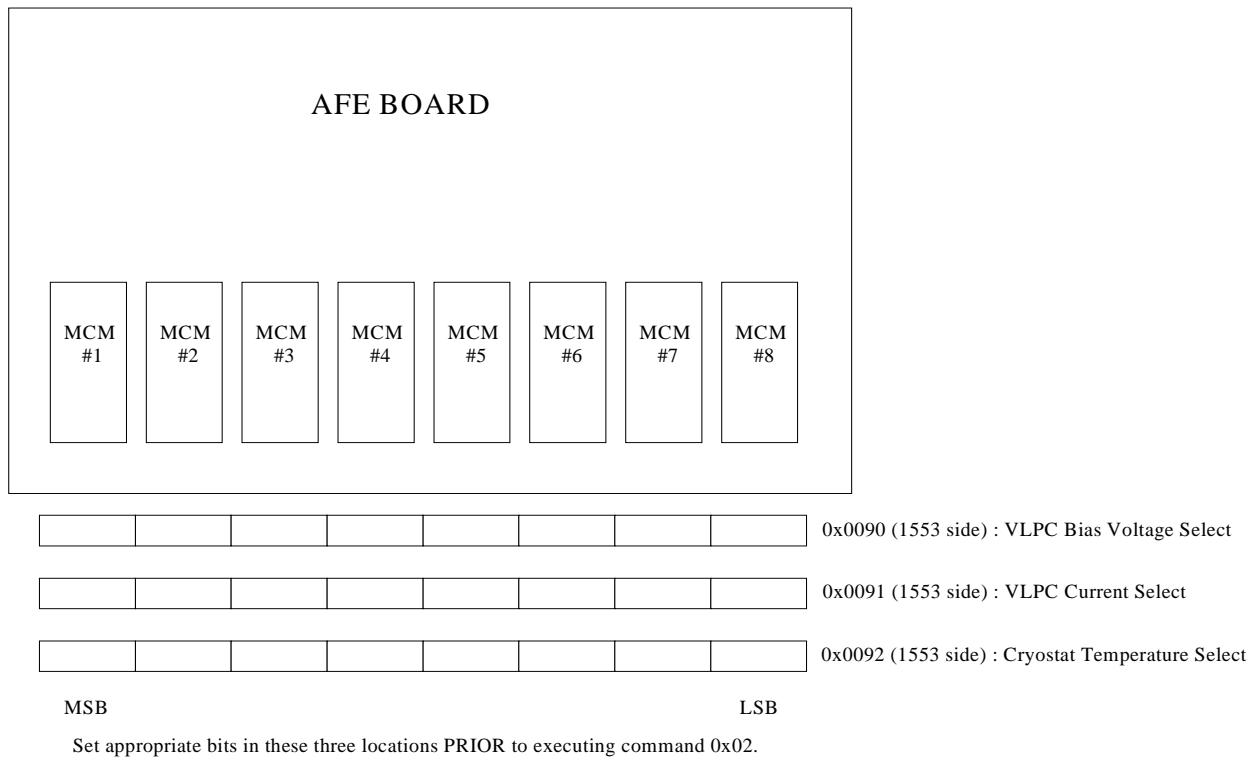 AFE BOARD
MCM
#1
MCM
#2
MCM
#3
MCM
#4
MCM
#5
MCM
#6
MCM
#7
MCM
#8
0x0090 (1553 side) : VLPC Bias Voltage Select
0x0091 (1553 side) : VLPC Current Select
0x0092 (1553 side) : Cryostat Temperature Select
MSB
LSB
Set appropriate bits in these three locations PRIOR to executing command 0x02.